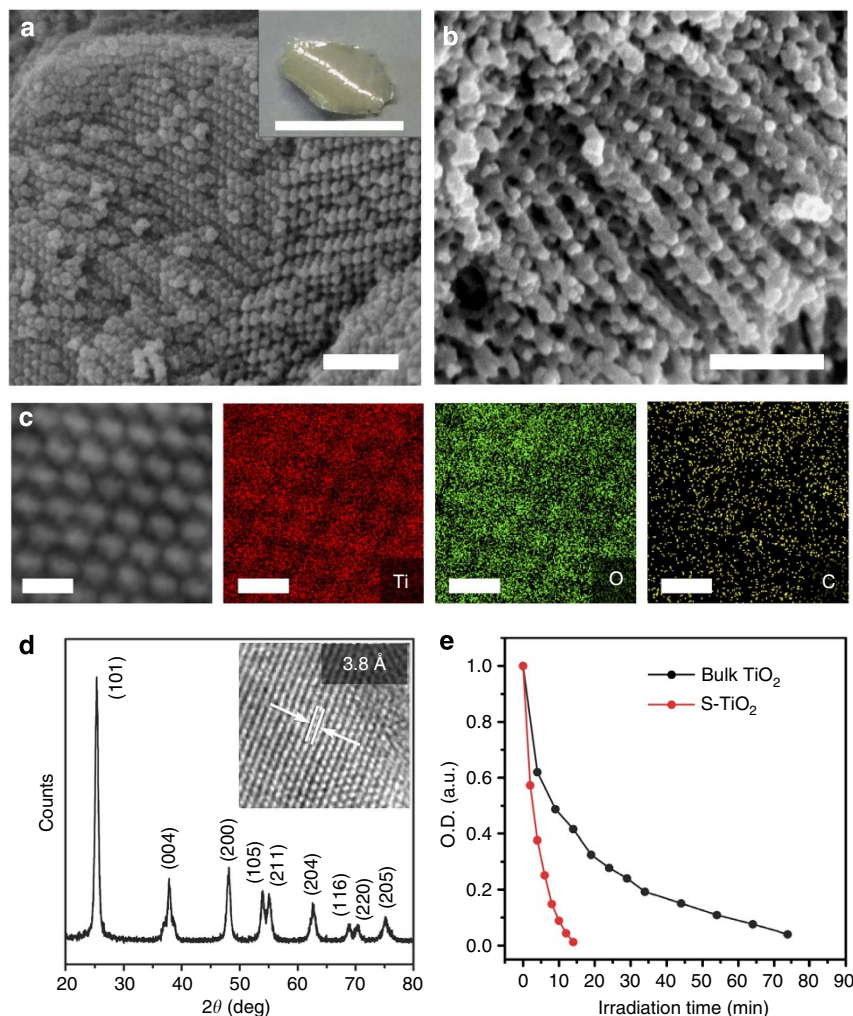 a
b
c
Ti
O
C
d
3.8 Å
(101)
(004)
(200)
(105)
(211)
(204)
(116)
(220)
(205)
Counts
20
30
40
50
60
70
80
2θ (deg)
e
Bulk TiO₂
S-TiO₂
1.0
0.8
0.6
0.4
0.2
0.0
O.D. (a.u.)
0
10
20
30
40
50
60
70
80
90
Irradiation time (min)